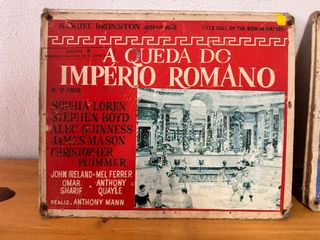 SAMUEL BRONSTON apresenta
(THE FALL OF THE ROMAN EMPIRE)
A QUEDA DO
IMPÉRIO ROMANO
SOPHIA LOREN
STEPHEN BOYD
ALEC GUINNESS
JAMES MASON
CHRISTOPHER
PLUMMER
JOHN IRELAND-MEL FERRER
OMAR SHARIF • ANTHONY QUAYLE
REALIZ. ANTHONY MANN